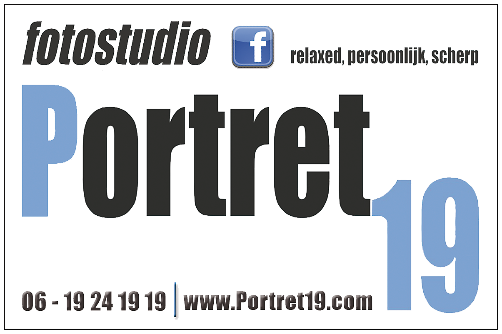 fotostudio
f
relaxed, persoonlijk, scherp
Portret
19
06 - 19 24 19 19 | www.Portret19.com